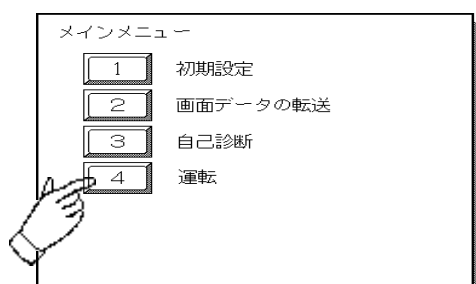 メインメニュー
1 初期設定
2 画面データの転送
3 自己診断
4 運転